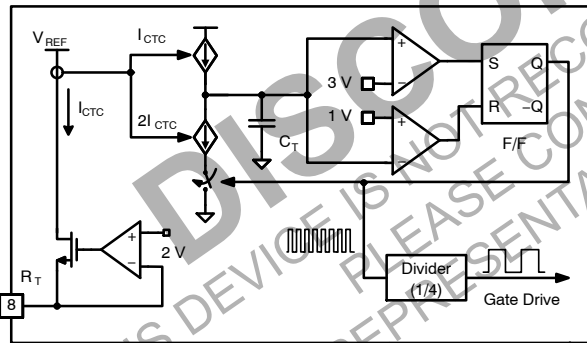 V_REF
I_CTC
I_CTC
2I_CTC
C_T
+
−
3 V
1 V
+
−
S Q
R −Q
F/F
R_T
8
+
−
2 V
Divider
(1/4)
Gate Drive
DISCO
THIS DEVICE IS NOT RECO
PLEASE CON
REPRESENTA